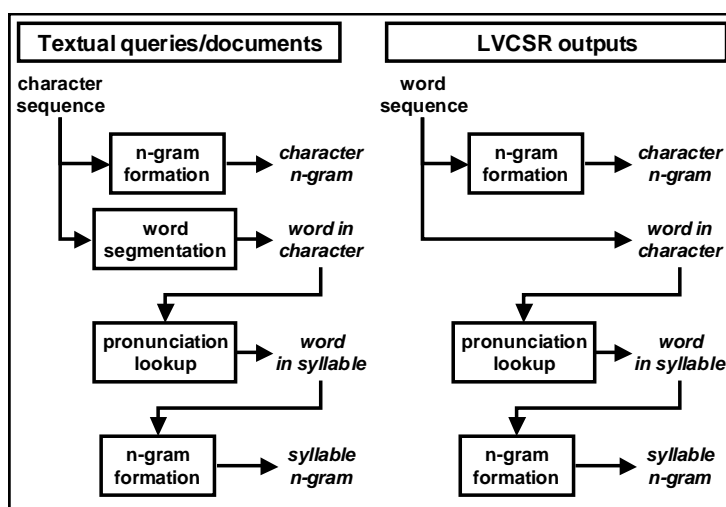 Textual queries/documents
LVCSR outputs
character
sequence
n-gram
formation
character
n-gram
word
segmentation
word in
character
pronunciation
lookup
word
in syllable
n-gram
formation
syllable
n-gram
word
sequence
n-gram
formation
character
n-gram
word in
character
pronunciation
lookup
word
in syllable
n-gram
formation
syllable
n-gram